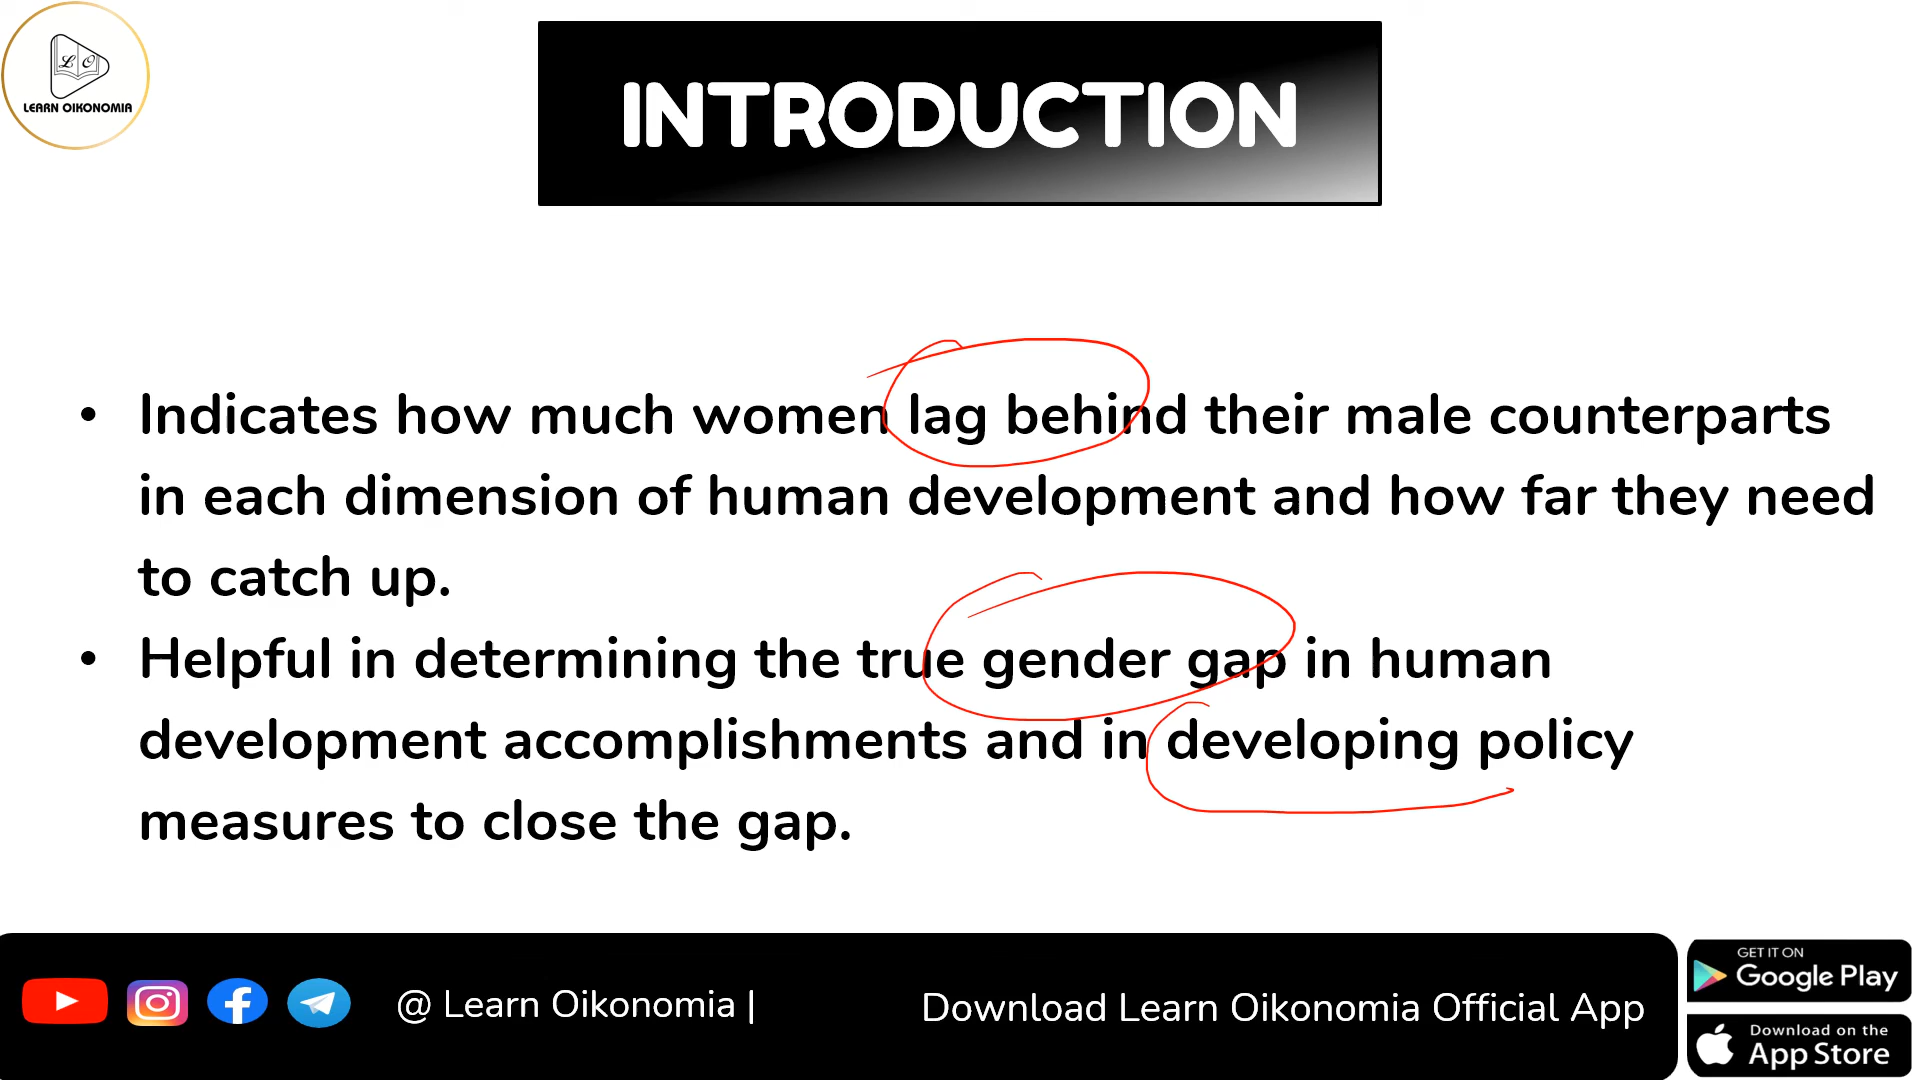 L O
LEARN OIKONOMIA
INTRODUCTION
• Indicates how much women lag behind their male counterparts
in each dimension of human development and how far they need
to catch up.
• Helpful in determining the true gender gap in human
development accomplishments and in developing policy
measures to close the gap.
@ Learn Oikonomia |
Download Learn Oikonomia Official App
GET IT ON
Google Play
Download on the
App Store